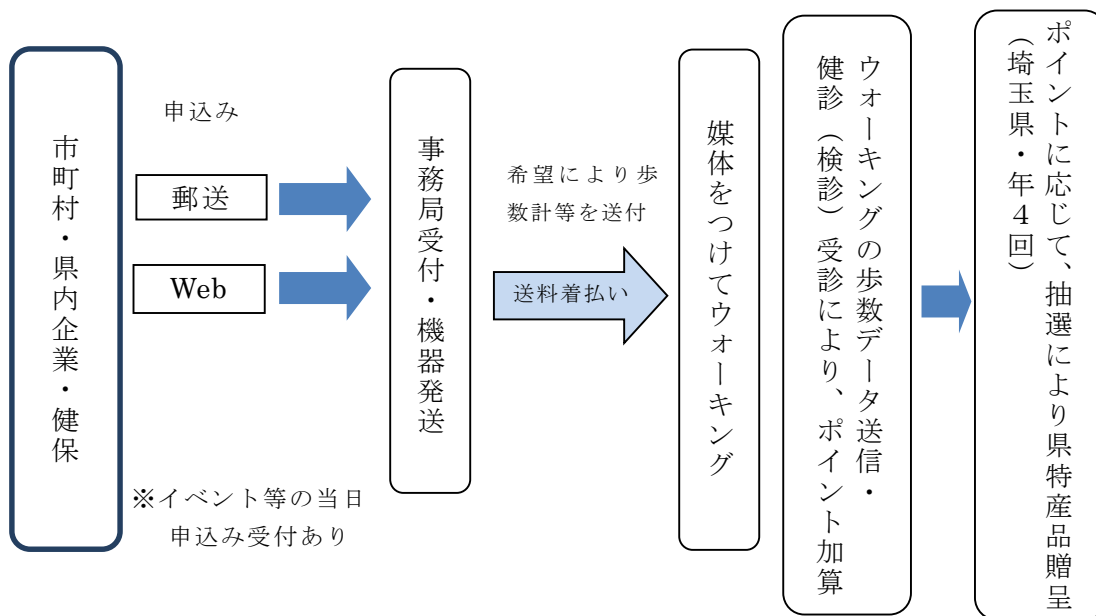 市町村・県内企業・健保
申込み
郵送
Web
※イベント等の当日
申込み受付あり
事務局受付・機器発送
希望により歩
数計等を送付
送料着払い
媒体をつけてウォーキング
ウオーキングの歩数データ送信・
健診（検診）受診により、ポイント加算
ポイントに応じて、抽選により県特産品贈呈
（埼玉県・年４回）